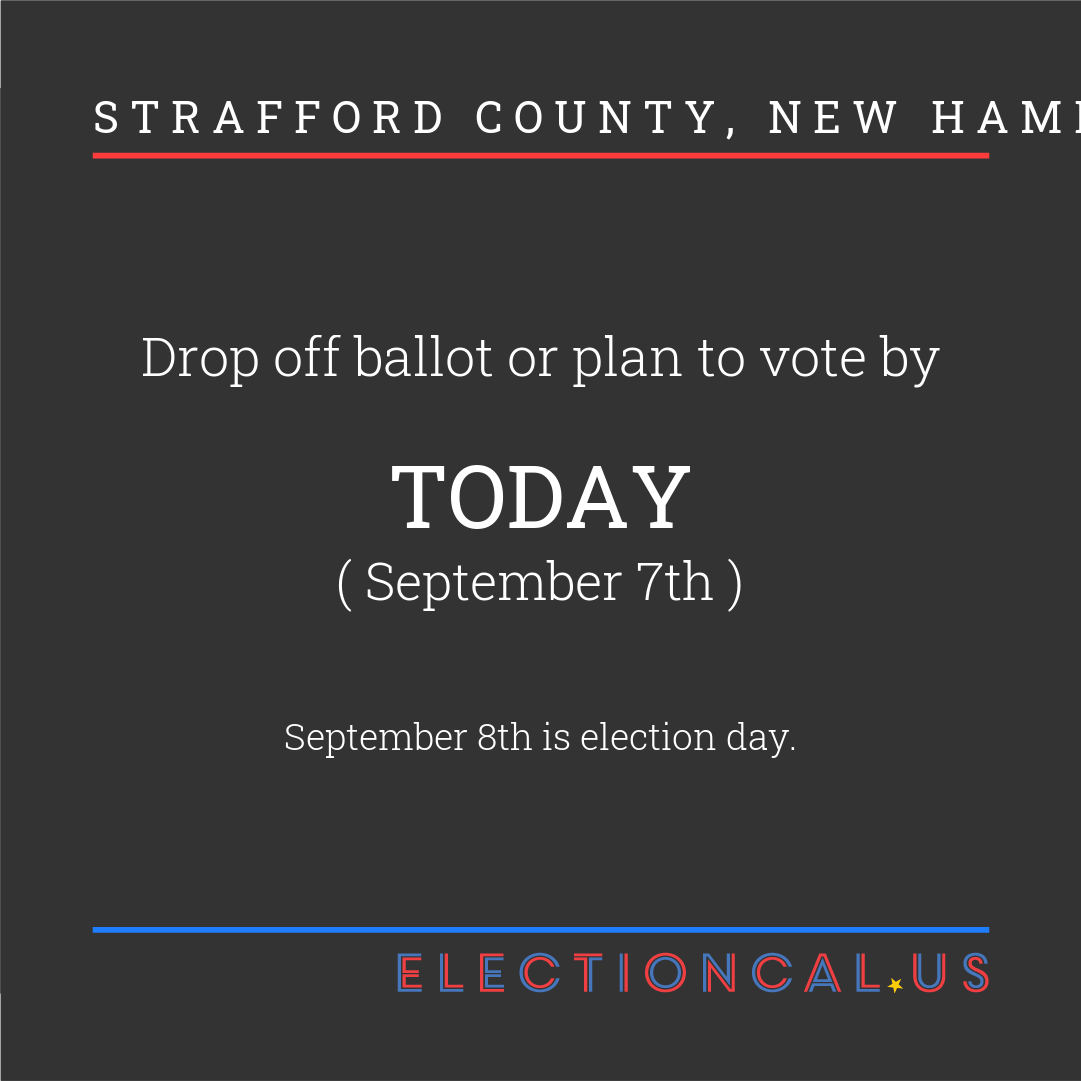 STRAFFORD COUNTY, NEW HAM
Drop off ballot or plan to vote by
TODAY
( September 7th )
September 8th is election day.
ELECTIONCAL.US